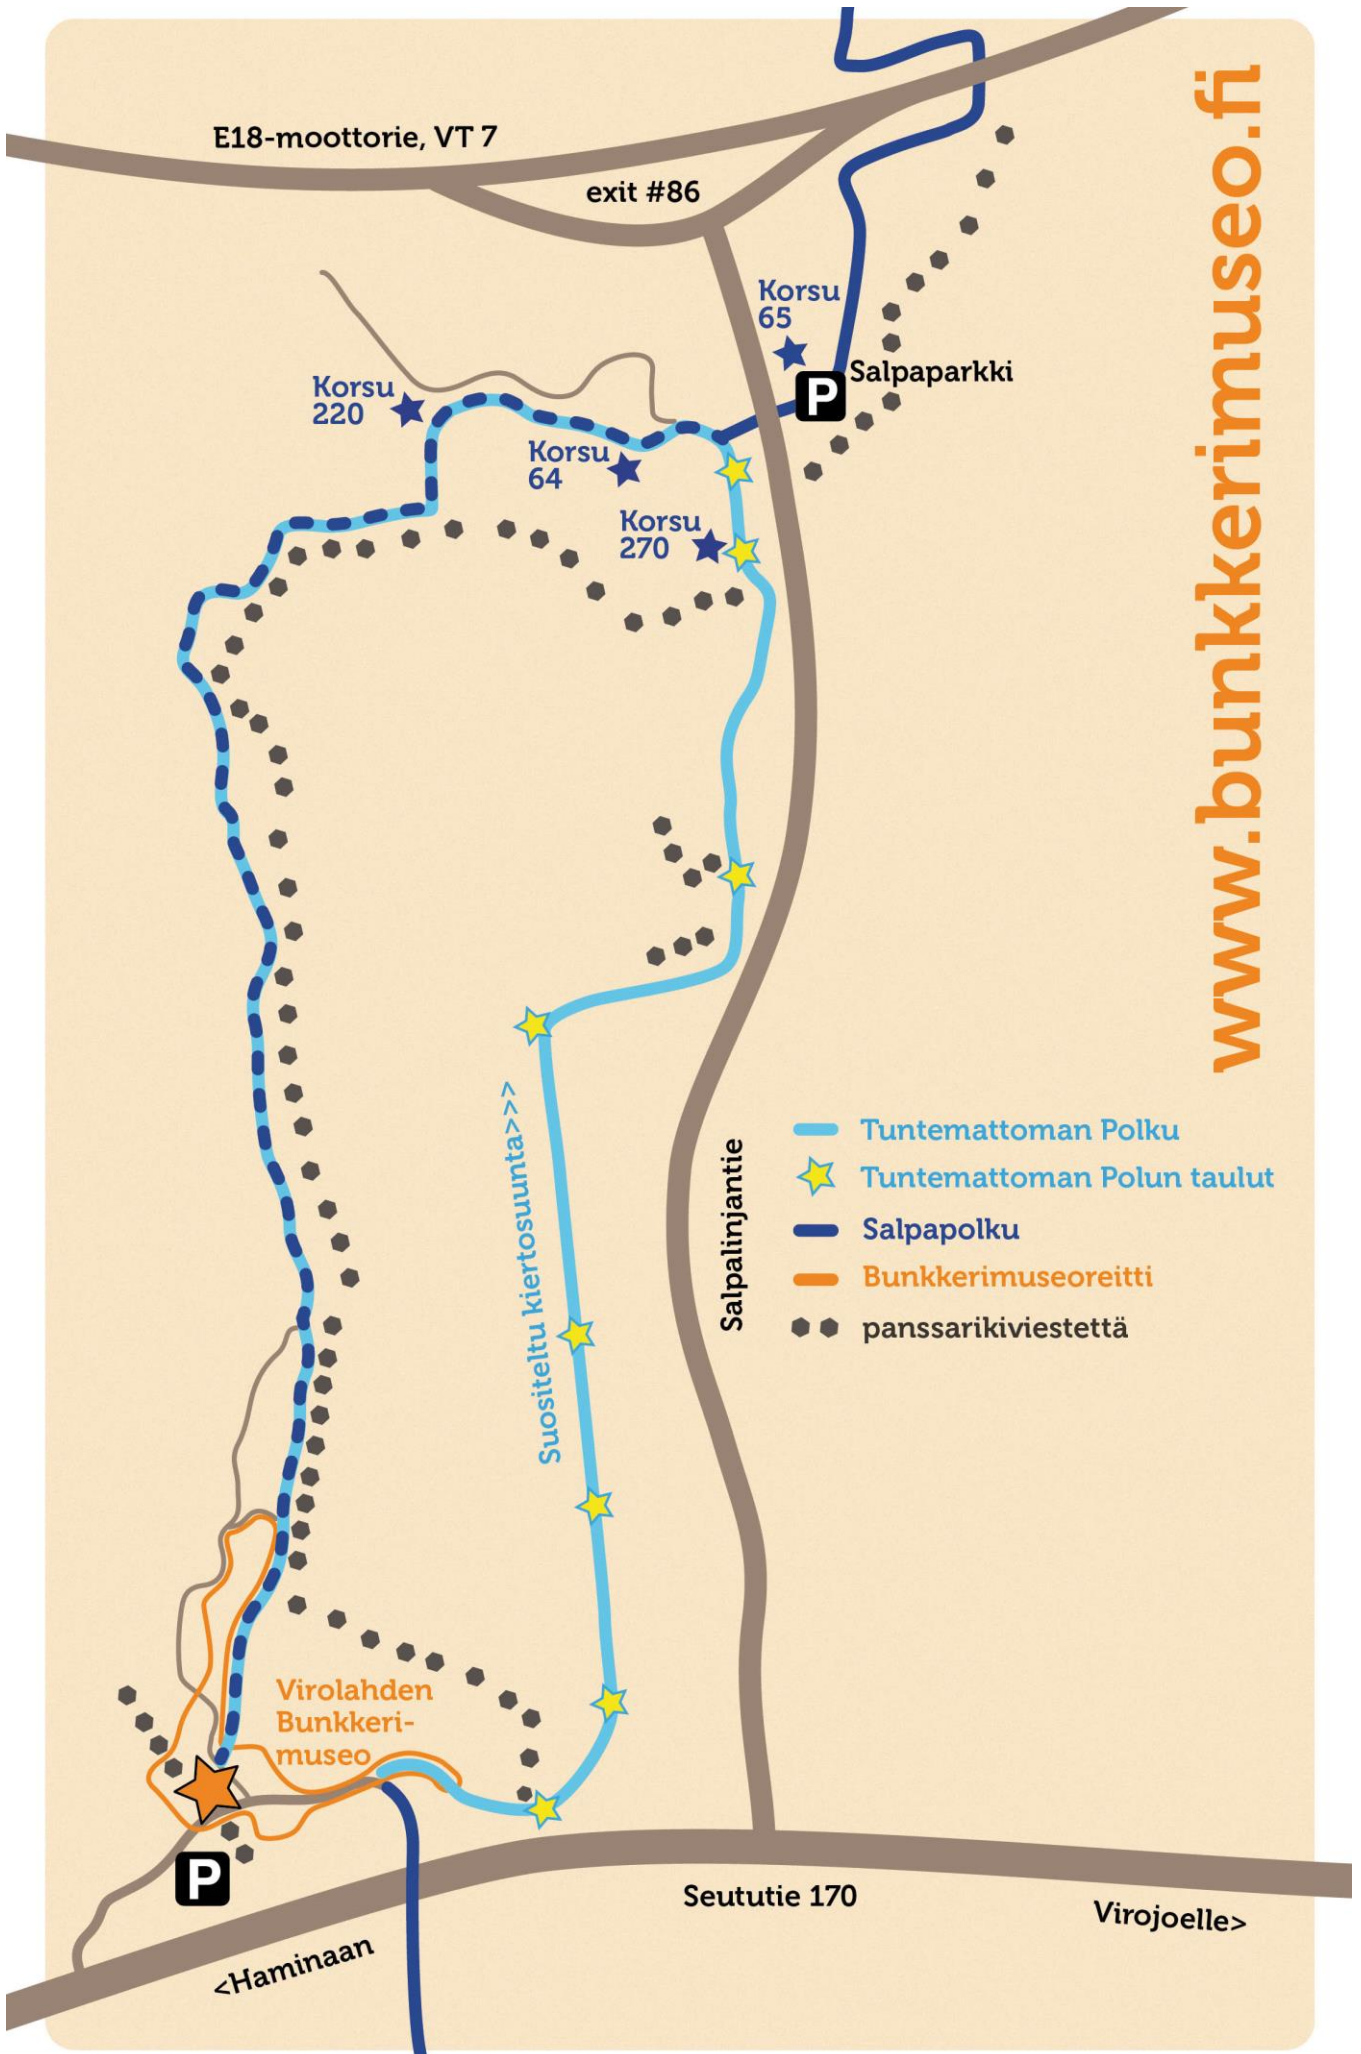 E18-moottorie, VT 7
exit #86
www.bunkkerimuseo.fi
Korsu
65
P
Salpaparkki
Korsu
220
Korsu
64
Korsu
270
Suositeltu kiertosuunta>>>
Salpalinjantie
Tuntemattoman Polku
Tuntemattoman Polun taulut
Salpapolku
Bunkkerimuseoreitti
panssarikiviestettä
Virolahden
Bunkkeri-
museo
P
Seututie 170
Virojoelle>
<Haminaan